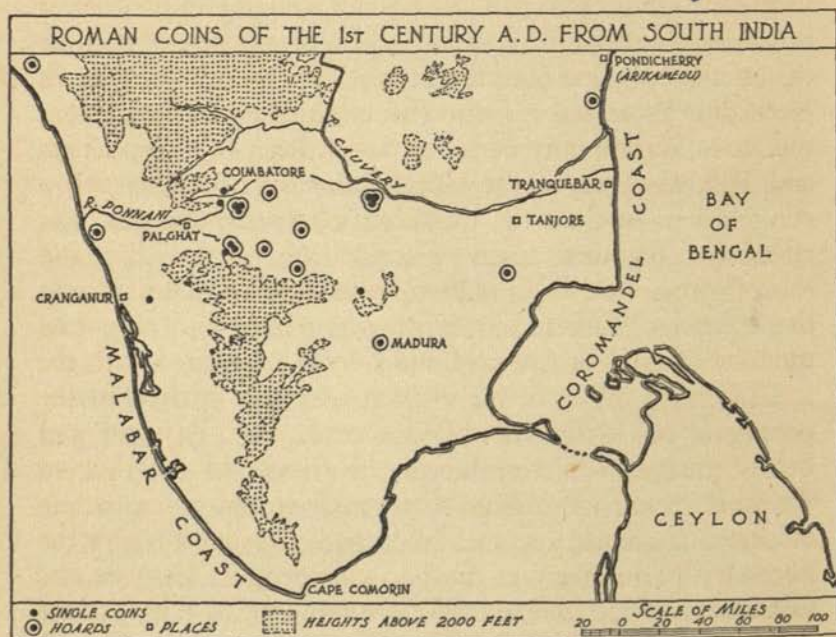 ROMAN COINS OF THE 1ST CENTURY A.D. FROM SOUTH INDIA
PONDICHERRY
(ARIKAMEDU)
R. CAUVERY
COIMBATORE
R. PONNANI
PALGHAT
TRANQUEBAR
TANJORE
COROMANDEL COAST
BAY
OF
BENGAL
CRANGANUR
MADURA
MALABAR COAST
CEYLON
CAPE COMORIN
SINGLE COINS
HOARDS
PLACES
HEIGHTS ABOVE 2000 FEET
SCALE OF MILES
20 0 20 40 60 80 100